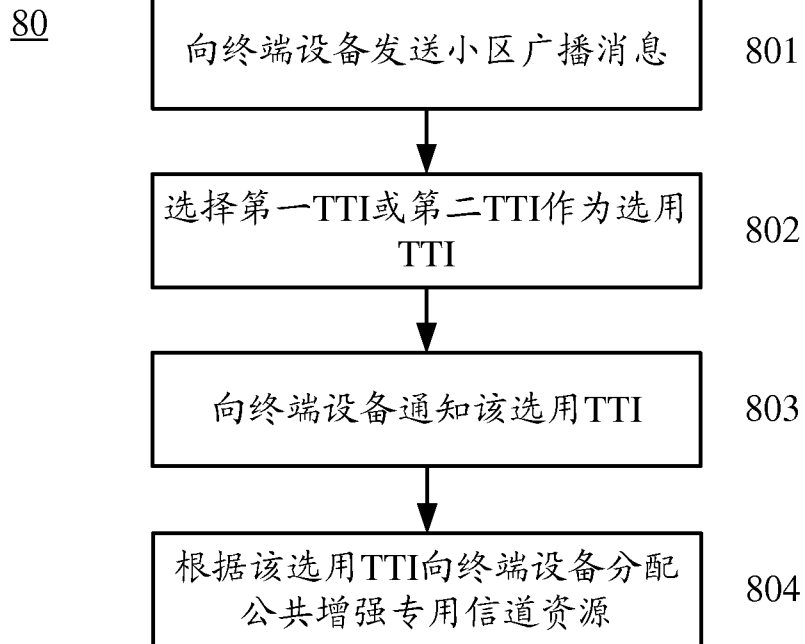 80
向终端设备发送小区广播消息
801
选择第一TTI或第二TTI作为选用
TTI
802
向终端设备通知该选用TTI
803
根据该选用TTI向终端设备分配
公共增强专用信道资源
804